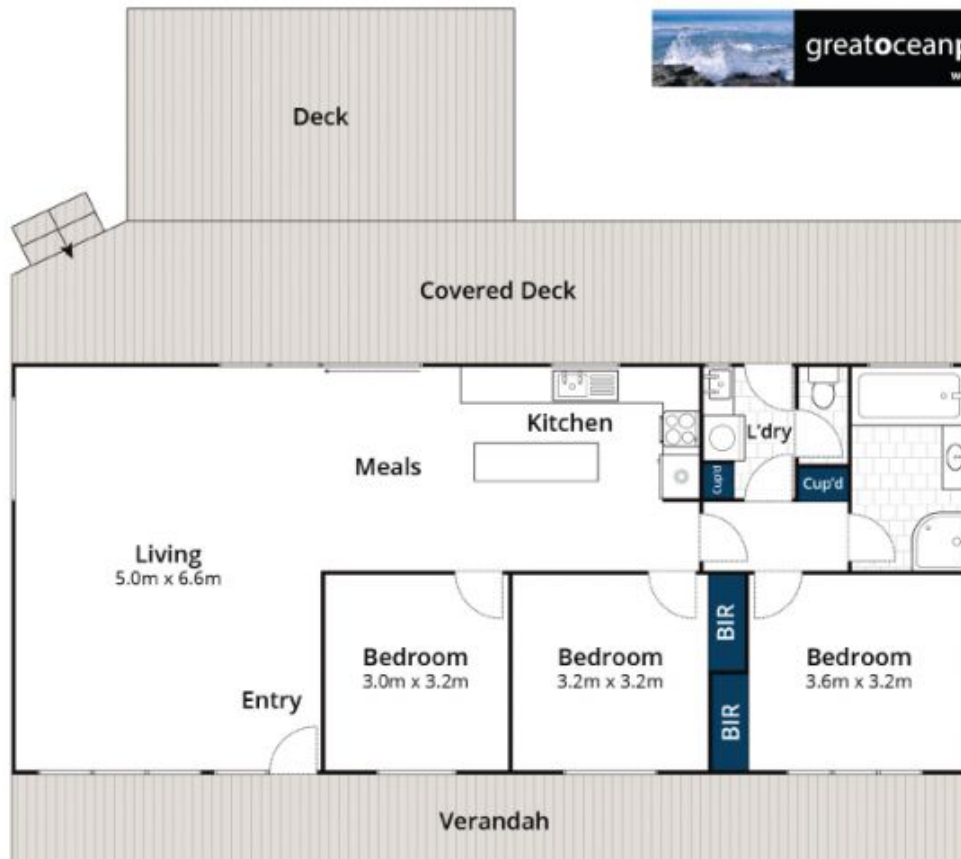 greatoceanp
w
Deck
Covered Deck
Kitchen
L'dry
Meals
Cup'd
Cup'd
Living
5.0m x 6.6m
BIR
Bedroom
3.0m x 3.2m
Bedroom
3.2m x 3.2m
Bedroom
3.6m x 3.2m
Entry
BIR
Verandah